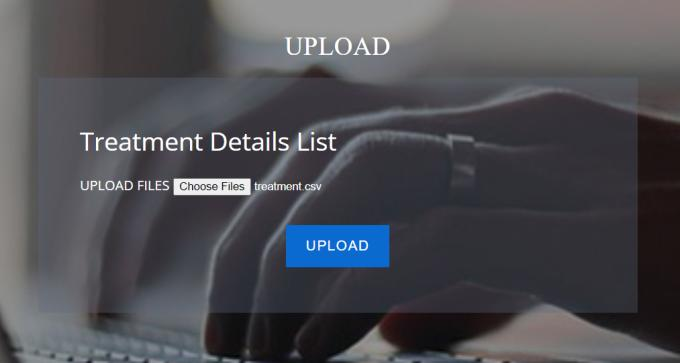 UPLOAD
Treatment Details List
UPLOAD FILES Choose Files treatment.csv
UPLOAD